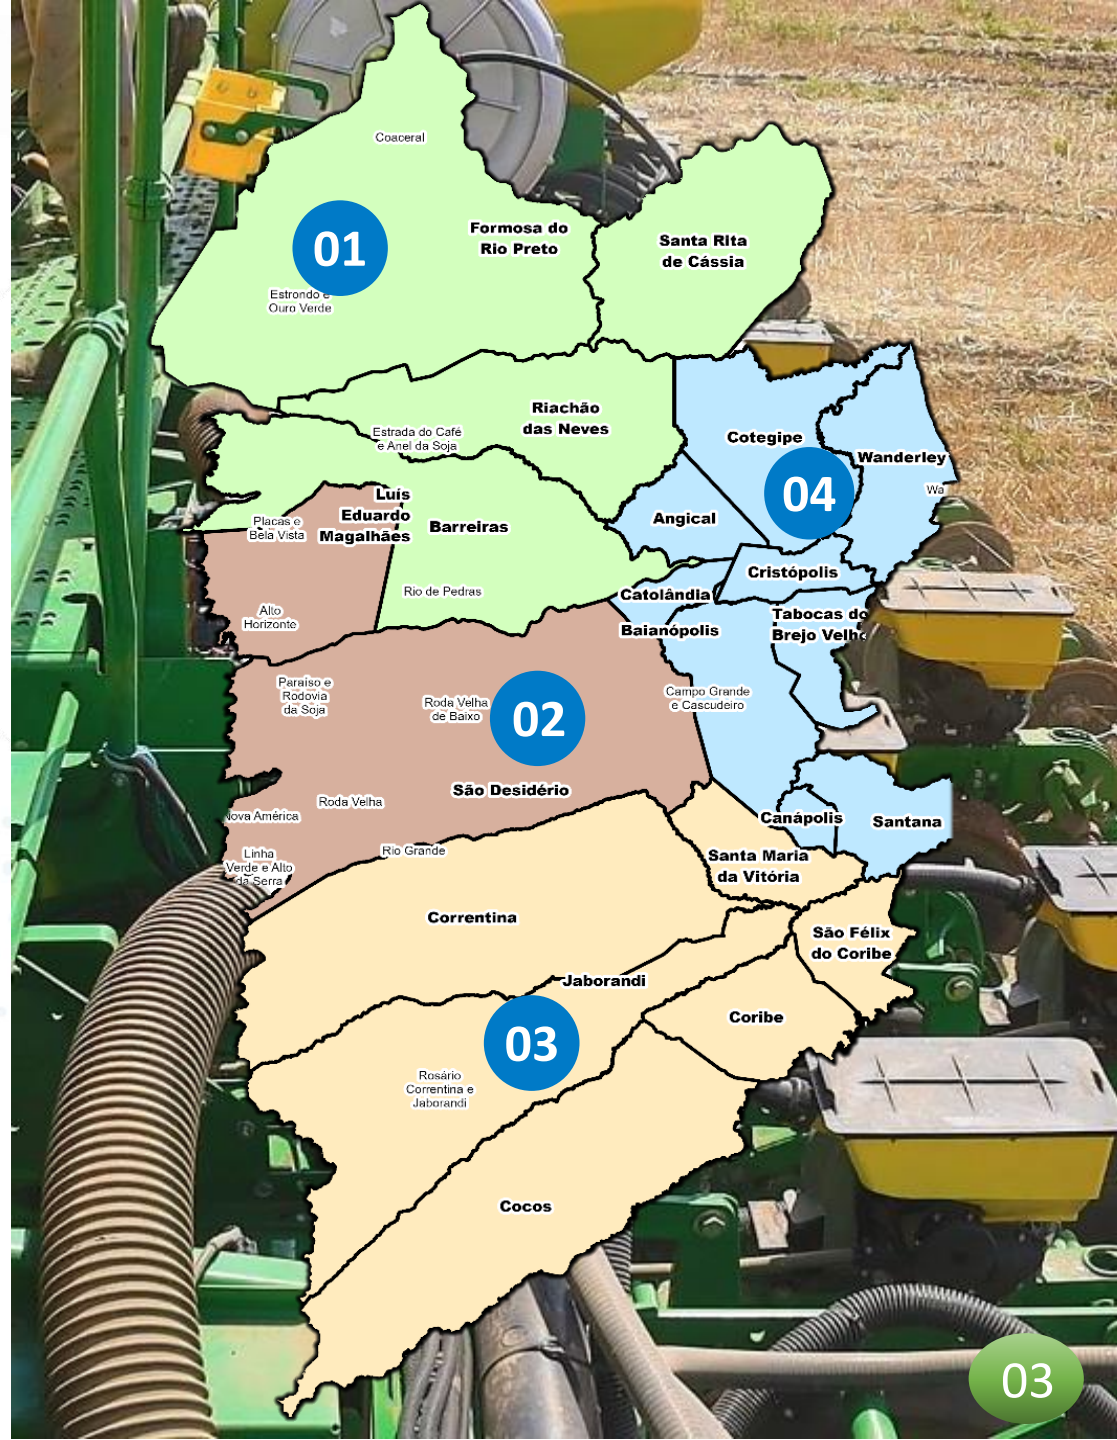 Coaceral
Formosa do
Rio Preto
Santa RIta
de Cássia
01
Estrondo e
Ouro Verde
Riachão
das Neves
Estrada do Café
e Anel da Soja
Cotegipe
Wanderley
Wa
04
Luís
Eduardo
Magalhães
Placas e
Bela Vista
Barreiras
Angical
Cristópolis
Rio de Pedras
Catolândia
Alto
Horizonte
Tabocas do
Brejo Velho
Baianópolis
Paraíso e
Rodovia
da Soja
Roda Velha
de Baixo
02
Campo Grande
e Cascudeiro
São Desidério
Roda Velha
Nova América
Canápolis
Santana
Rio Grande
Linha
Verde e Alto
da Serra
Santa Maria
da Vitória
Correntina
São Félix
do Coribe
Jaborandi
Coribe
03
Rosário
Correntina e
Jaborandi
Cocos
03